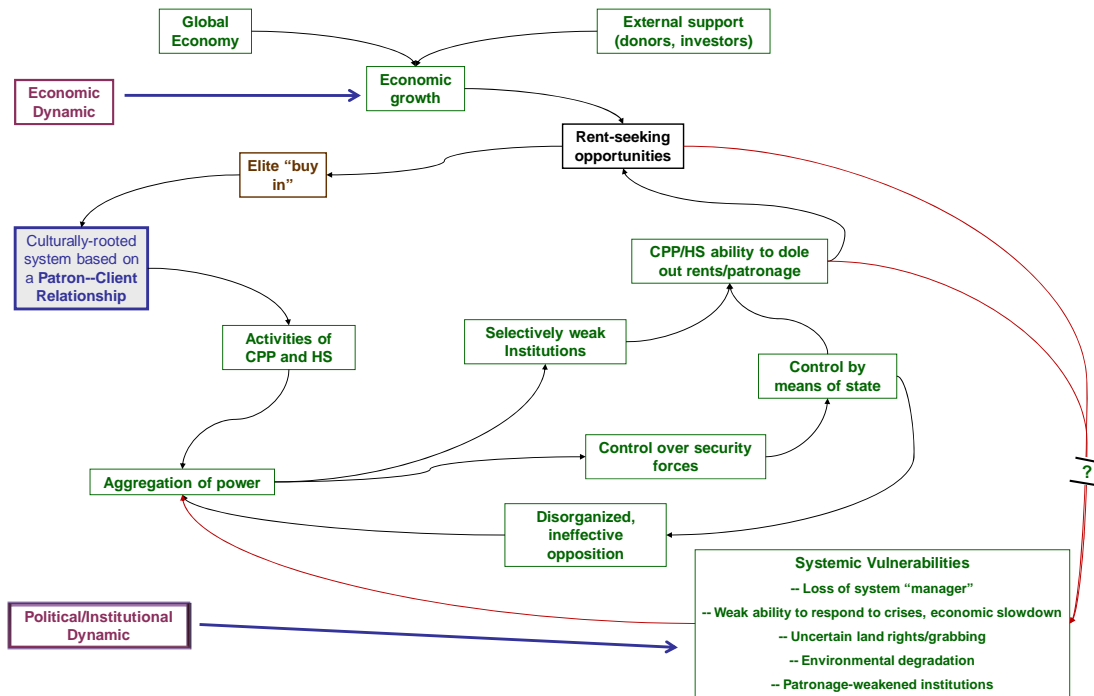 Global
Economy
External support
(donors, investors)
Economic
growth
Economic
Dynamic
Rent-seeking
opportunities
Elite “buy
in”
Culturally-rooted
system based on
a Patron--Client
Relationship
CPP/HS ability to dole
out rents/patronage
Activities of
CPP and HS
Selectively weak
Institutions
Control by
means of state
Control over security
forces
?
Aggregation of power
Disorganized,
ineffective
opposition
Systemic Vulnerabilities
-- Loss of system “manager”
-- Weak ability to respond to crises, economic slowdown
-- Uncertain land rights/grabbing
-- Environmental degradation
-- Patronage-weakened institutions
Political/Institutional
Dynamic